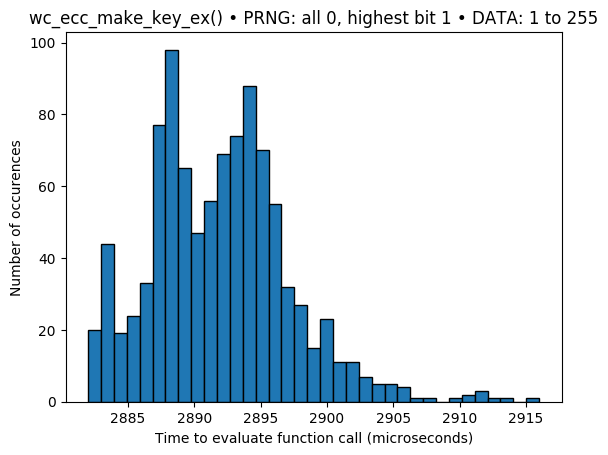 wc_ecc_make_key_ex() • PRNG: all 0, highest bit 1 • DATA: 1 to 255
100
80
60
40
20
0
Number of occurences
2885 2890 2895 2900 2905 2910 2915
Time to evaluate function call (microseconds)